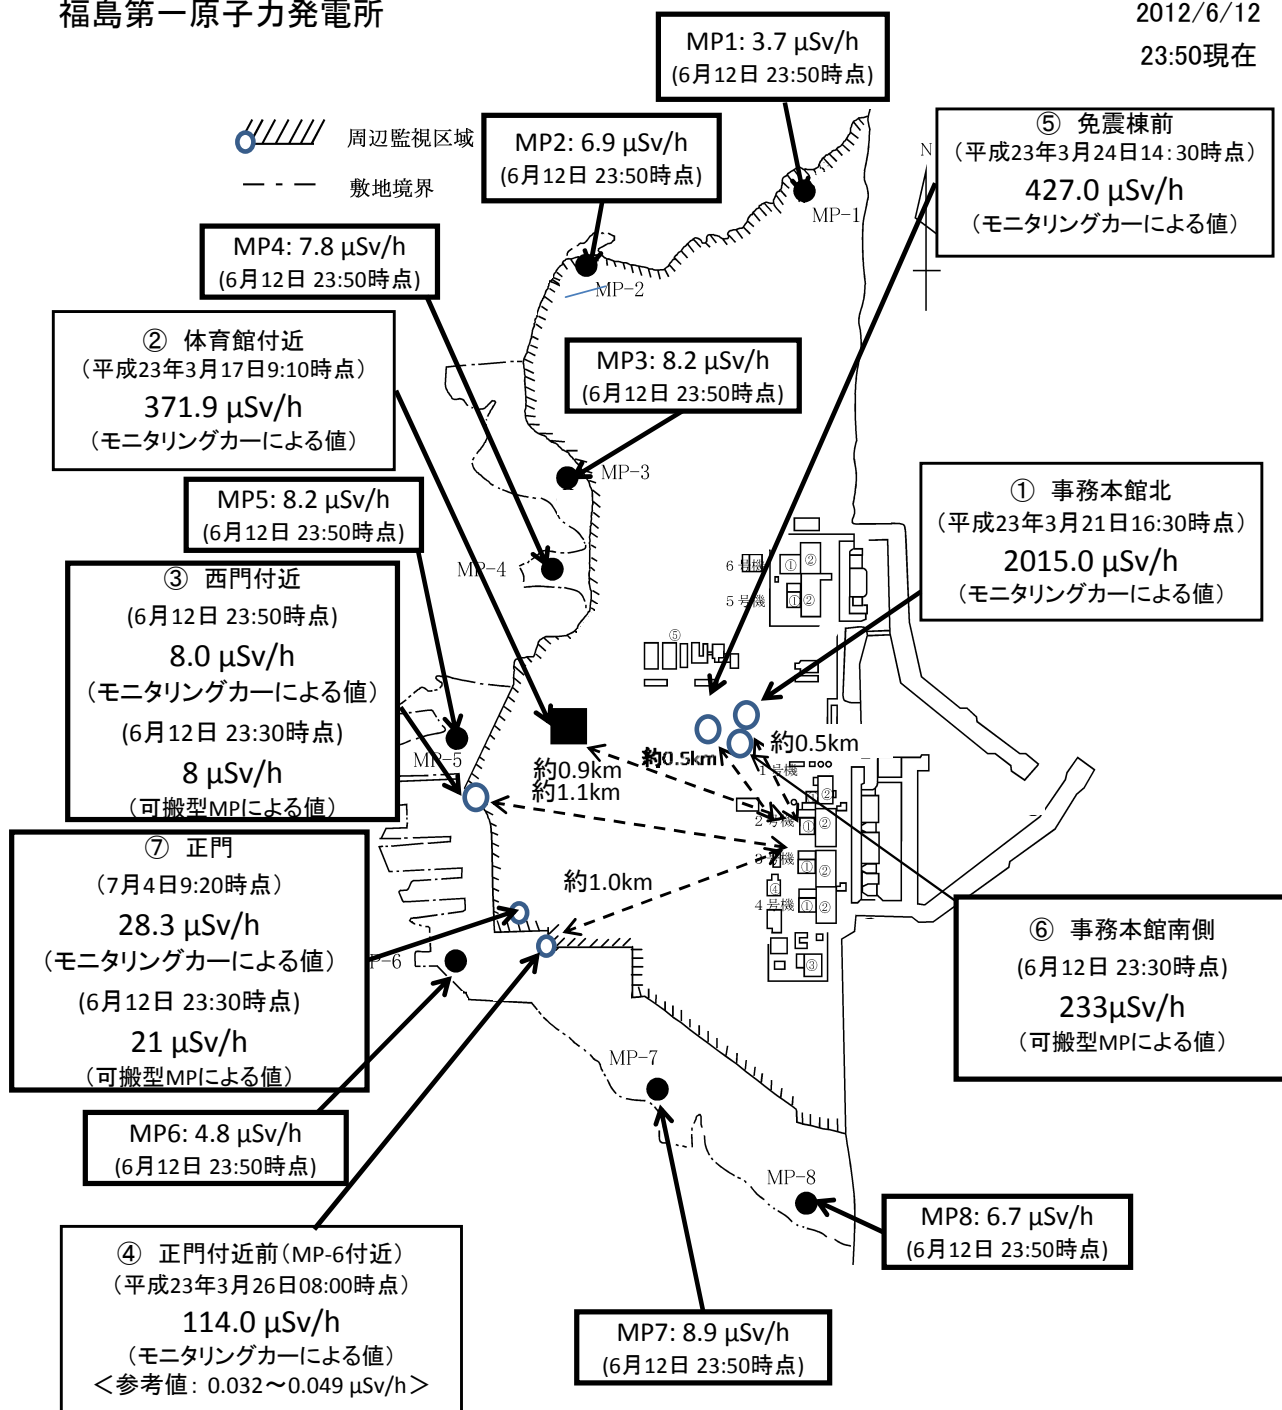 福島第一原子力発電所
2012/6/12
23:50現在
MP1: 3.7 μSv/h
(6月12日 23:50時点)
周辺監視区域
敷地境界
MP2: 6.9 μSv/h
(6月12日 23:50時点)
⑤ 免震棟前
(平成23年3月24日14:30時点)
427.0 μSv/h
(モニタリングカーによる値)
N
MP-1
MP4: 7.8 μSv/h
(6月12日 23:50時点)
MP-2
② 体育館付近
(平成23年3月17日9:10時点)
371.9 μSv/h
(モニタリングカーによる値)
MP3: 8.2 μSv/h
(6月12日 23:50時点)
MP-3
MP5: 8.2 μSv/h
(6月12日 23:50時点)
① 事務本館北
(平成23年3月21日16:30時点)
2015.0 μSv/h
(モニタリングカーによる値)
MP-4
6号機
① ②
5号機
① ②
③ 西門付近
(6月12日 23:50時点)
8.0 μSv/h
(モニタリングカーによる値)
(6月12日 23:30時点)
8 μSv/h
(可搬型MPによる値)
⑤
MP-5
約0.9km
約1.1km
約0.5km
約0.5km
1号機
②
2号機
① ②
3号機
① ②
④
4号機
① ②
③
⑦ 正門
(7月4日9:20時点)
28.3 μSv/h
(モニタリングカーによる値)
(6月12日 23:30時点)
21 μSv/h
(可搬型MPによる値)
約1.0km
P-6
⑥ 事務本館南側
(6月12日 23:30時点)
233μSv/h
(可搬型MPによる値)
MP-7
MP6: 4.8 μSv/h
(6月12日 23:50時点)
MP-8
MP8: 6.7 μSv/h
(6月12日 23:50時点)
④ 正門付近前(MP-6付近)
(平成23年3月26日08:00時点)
114.0 μSv/h
(モニタリングカーによる値)
<参考値: 0.032～0.049 μSv/h>
MP7: 8.9 μSv/h
(6月12日 23:50時点)